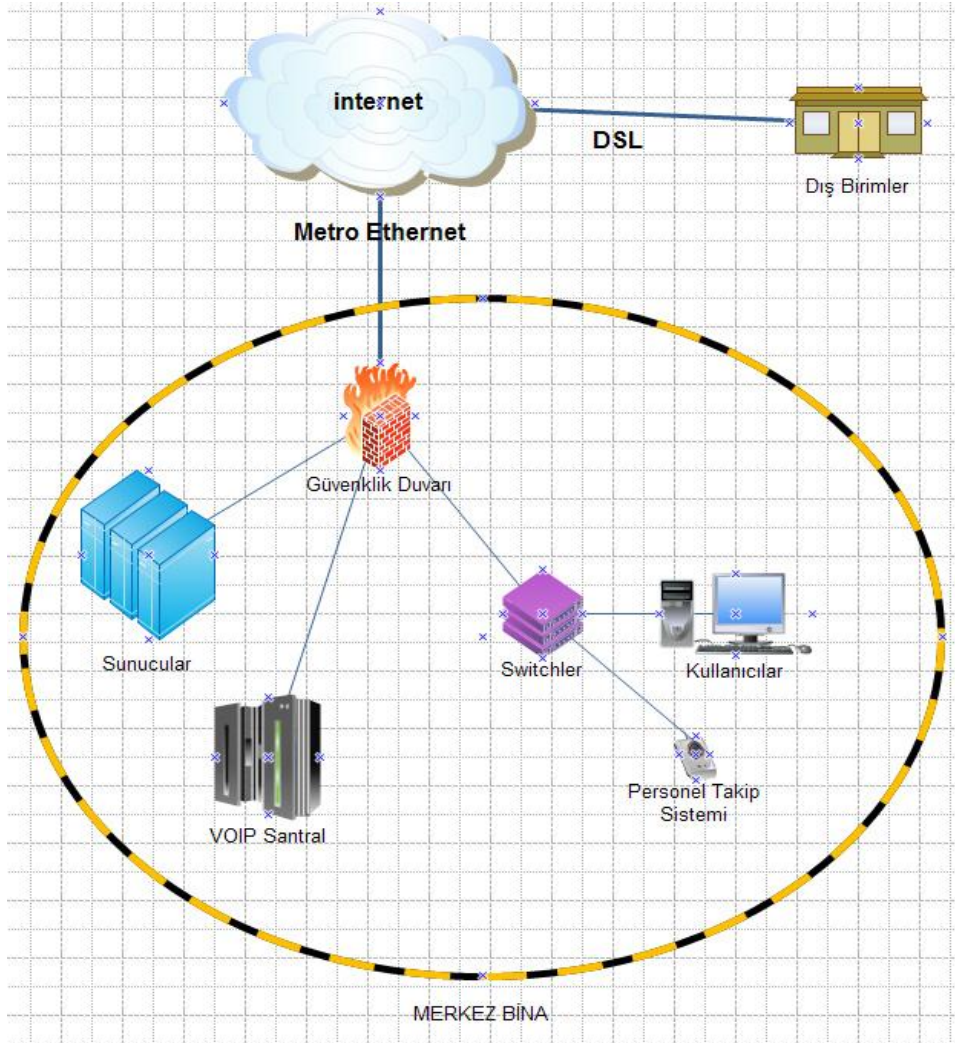 internet
DSL
Dış Birimler
Metro Ethernet
Güvenklik Duvarı
Sunucular
Switchler
Kullanıcılar
Personel Takip
Sistemi
VOIP Santral
MERKEZ BİNA